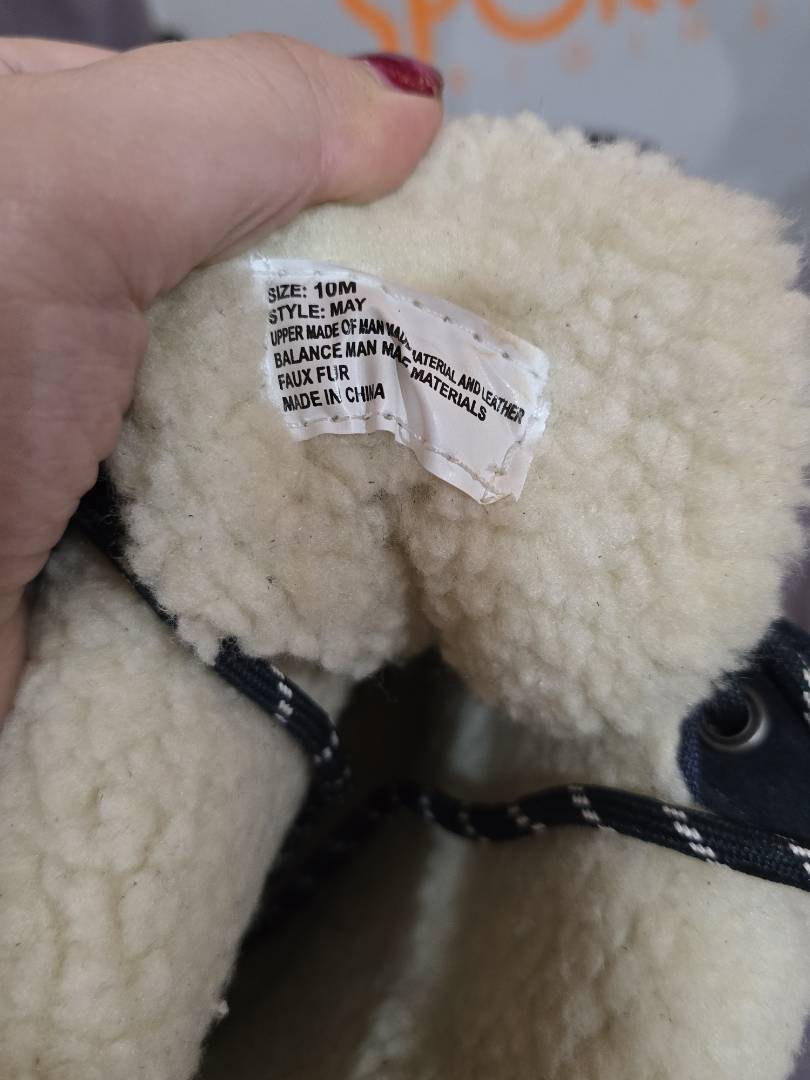 SPORT
SIZE: 10M
STYLE: MAY
UPPER MADE OF MAN MADE MATERIAL AND LEATHER
BALANCE MAN MADE MATERIALS
FAUX FUR
MADE IN CHINA